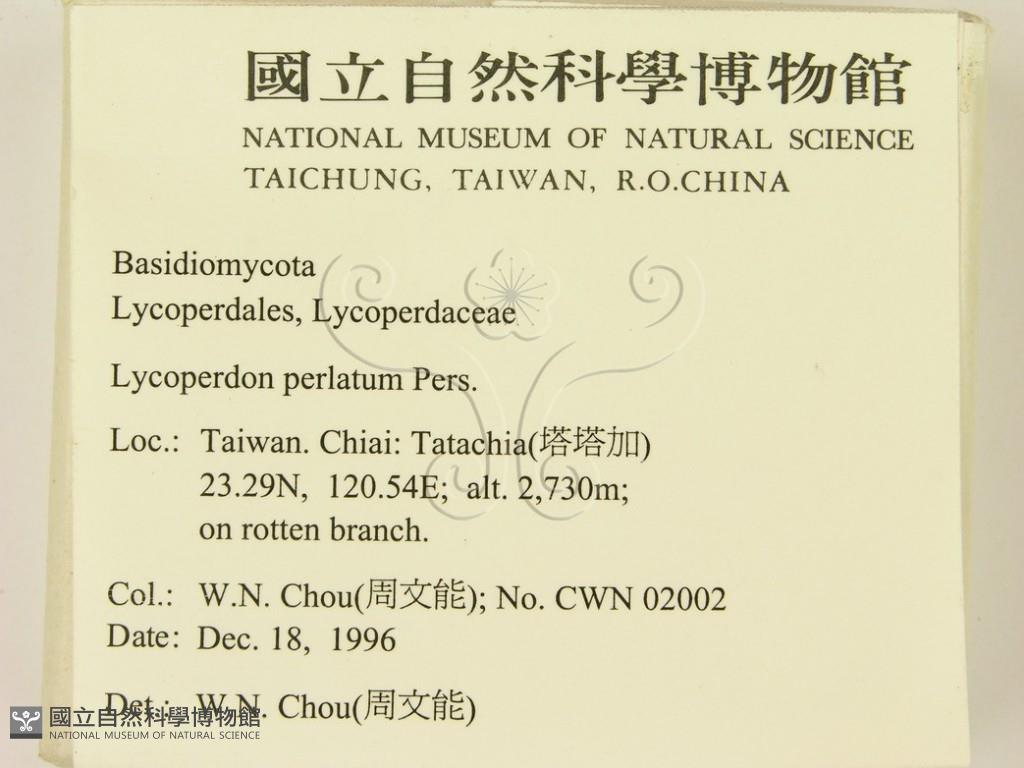 國立自然科學博物館
NATIONAL MUSEUM OF NATURAL SCIENCE
TAICHUNG, TAIWAN, R.O.CHINA
Basidiomycota
Lycoperdales, Lycoperdaceae
Lycoperdon perlatum Pers.
Loc.: Taiwan. Chiai: Tatachia(塔塔加)
23.29N, 120.54E; alt. 2,730m;
on rotten branch.
Col.: W.N. Chou(周文能); No. CWN 02002
Date: Dec. 18, 1996
Det.: W.N. Chou(周文能)
國立自然科學博物館
NATIONAL MUSEUM OF NATURAL SCIENCE